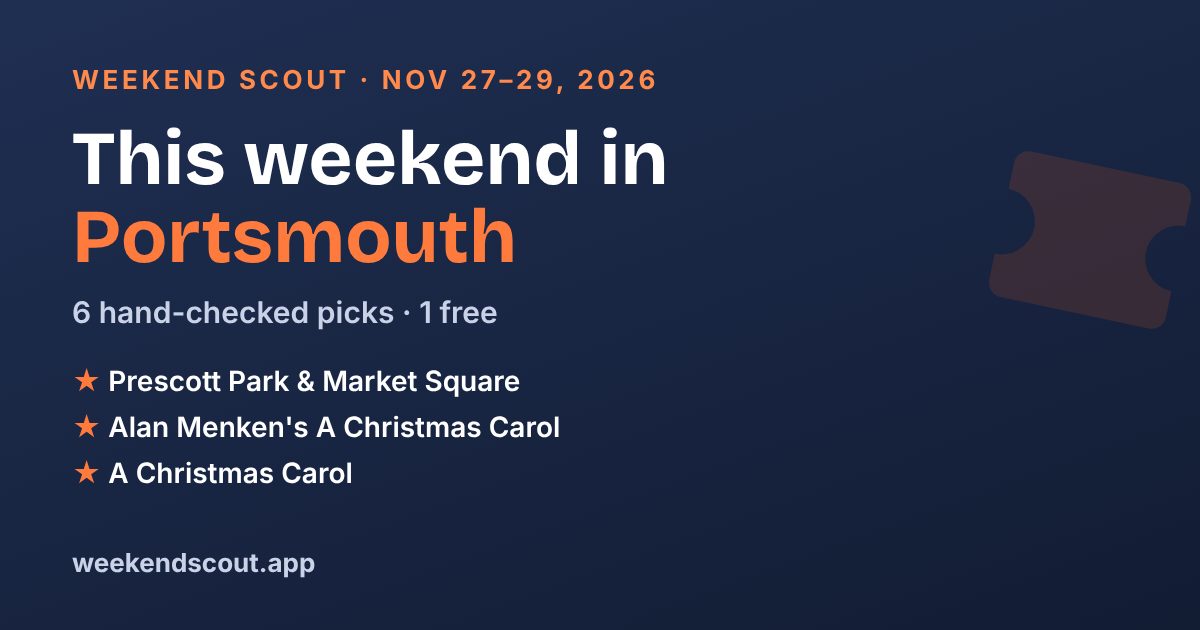 WEEKEND SCOUT · NOV 27–29, 2026
This weekend in
Portsmouth
6 hand-checked picks · 1 free
★ Prescott Park & Market Square
★ Alan Menken's A Christmas Carol
★ A Christmas Carol
weekendscout.app